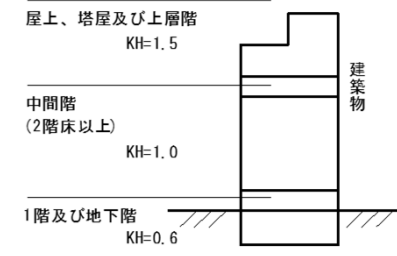 屋上、塔屋及び上層階
KH=1.5
建築物
中間階
(2階床以上)
KH=1.0
1階及び地下階
KH=0.6